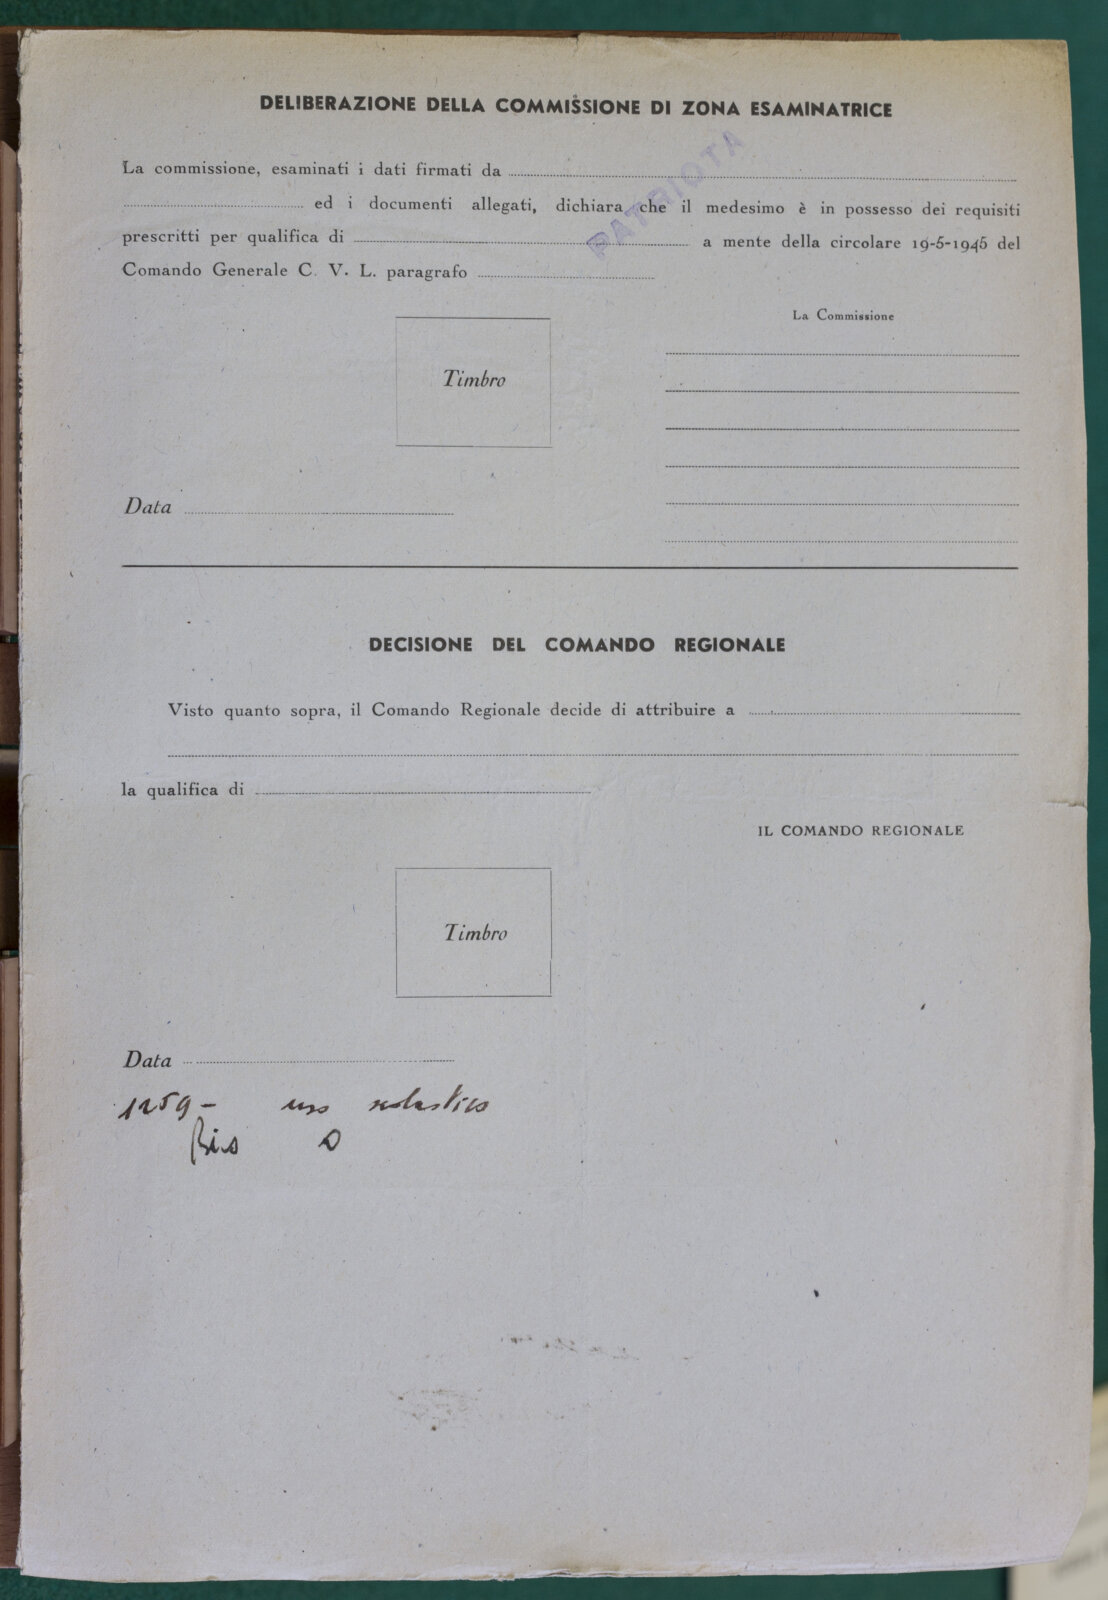 DELIBERAZIONE DELLA COMMISSIONE DI ZONA ESAMINATRICE
La commissione, esaminati i dati firmati da
ed i documenti allegati, dichiara che il medesimo è in possesso dei requisiti
prescritti per qualifica di a mente della circolare 19-5-1945 del
Comando Generale C. V. L. paragrafo
PATRIOTA
La Commissione
Timbro
Data
DECISIONE DEL COMANDO REGIONALE
Visto quanto sopra, il Comando Regionale decide di attribuire a
la qualifica di
IL COMANDO REGIONALE
Timbro
Data
1259 - uso scolastico
Bis